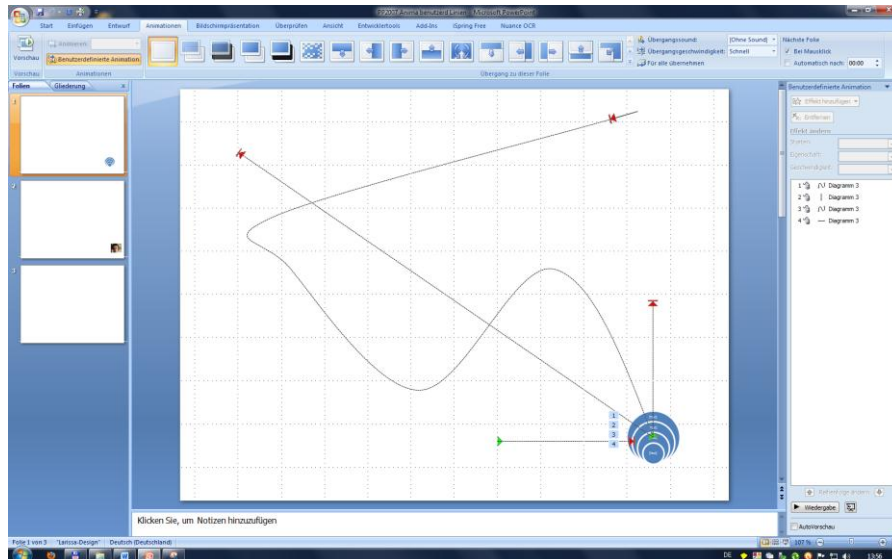 Start Einfügen Entwurf Animationen Bildschirmpräsentation Überprüfen Ansicht Entwicklertools Add-Ins iSpring Free Nuance OCR
Vorschau
Animieren:
Benutzerdefinierte Animation
Übergangssound: [Ohne Sound]
Übergangsgeschwindigkeit: Schnell
Für alle übernehmen
Nächste Folie
Bei Mausklick
Automatisch nach: 00:00
Vorschau Animationen Übergang zu dieser Folie
Folien Gliederung x
1
2
3
1
2
3
4
Benutzerdefinierte Animation
Effekt hinzufügen
Entfernen
Effekt ändern
Starten:
Eigenschaft:
Geschwindigkeit:
1 Diagramm 3
2 Diagramm 3
3 Diagramm 3
4 Diagramm 3
Reihenfolge ändern
Wiedergabe
AutoVorschau
Klicken Sie, um Notizen hinzuzufügen
Folie 1 von 3 "Larissa-Design" Deutsch (Deutschland) 107 %
DE 13:56